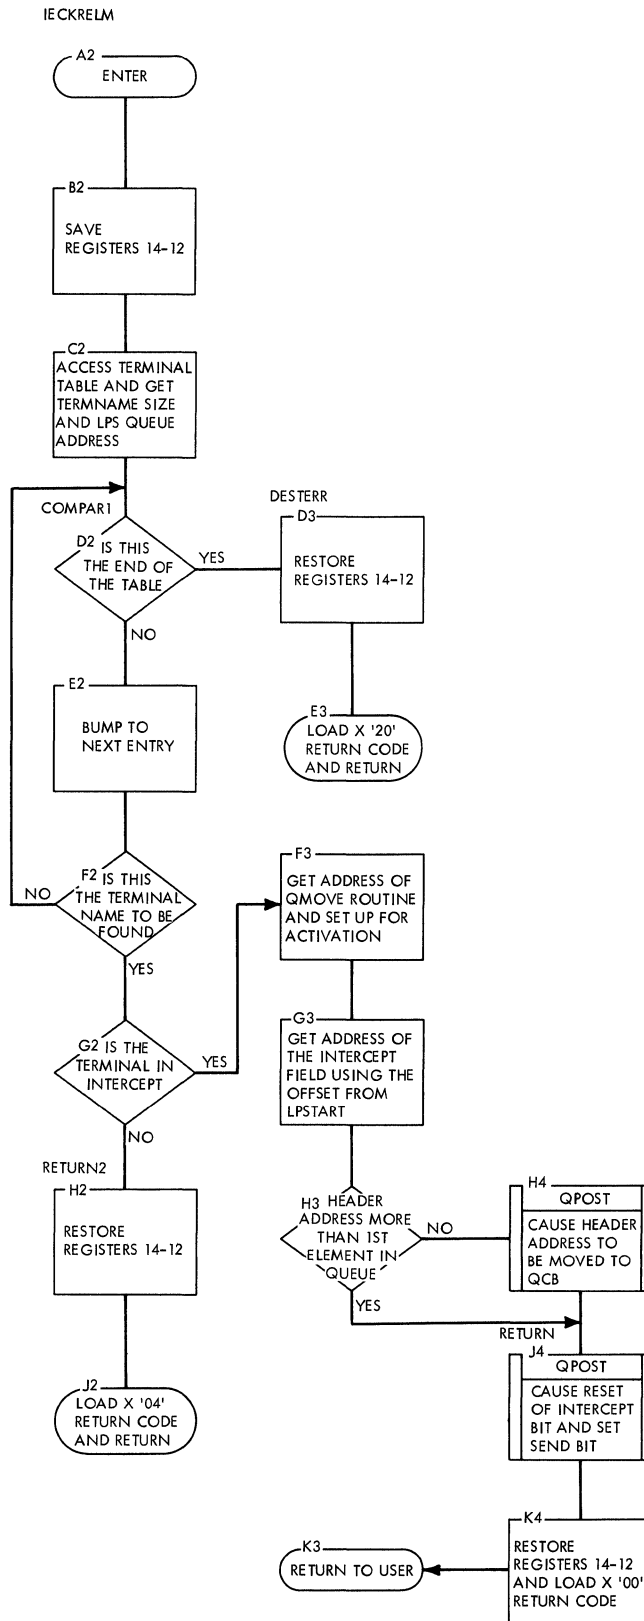 IECKRELM
A2
ENTER
B2
SAVE
REGISTERS 14-12
C2
ACCESS TERMINAL
TABLE AND GET
TERMNAME SIZE
AND LPS QUEUE
ADDRESS
COMPAR1
D2 IS THIS
THE END OF
THE TABLE
YES
NO
DESTERR
D3
RESTORE
REGISTERS 14-12
E3
LOAD X '20'
RETURN CODE
AND RETURN
E2
BUMP TO
NEXT ENTRY
F2 IS THIS
THE TERMINAL
NAME TO BE
FOUND
NO
YES
G2 IS THE
TERMINAL IN
INTERCEPT
YES
NO
F3
GET ADDRESS OF
QMOVE ROUTINE
AND SET UP FOR
ACTIVATION
G3
GET ADDRESS OF
THE INTERCEPT
FIELD USING THE
OFFSET FROM
LPSTART
RETURN2
H2
RESTORE
REGISTERS 14-12
J2
LOAD X '04'
RETURN CODE
AND RETURN
H3 HEADER
ADDRESS MORE
THAN 1ST
ELEMENT IN
QUEUE
NO
YES
H4
QPOST
CAUSE HEADER
ADDRESS TO
BE MOVED TO
QCB
RETURN
J4
QPOST
CAUSE RESET
OF INTERCEPT
BIT AND SET
SEND BIT
K4
RESTORE
REGISTERS 14-12
AND LOAD X '00'
RETURN CODE
K3
RETURN TO USER